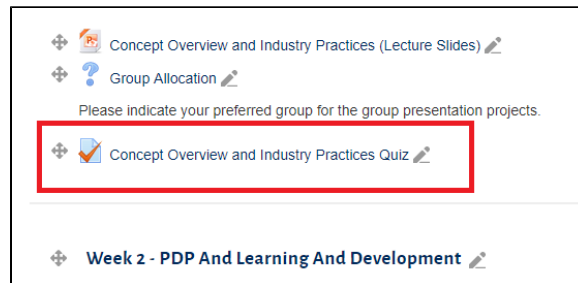 Concept Overview and Industry Practices (Lecture Slides)
Group Allocation
Please indicate your preferred group for the group presentation projects.
Concept Overview and Industry Practices Quiz
Week 2 - PDP And Learning And Development